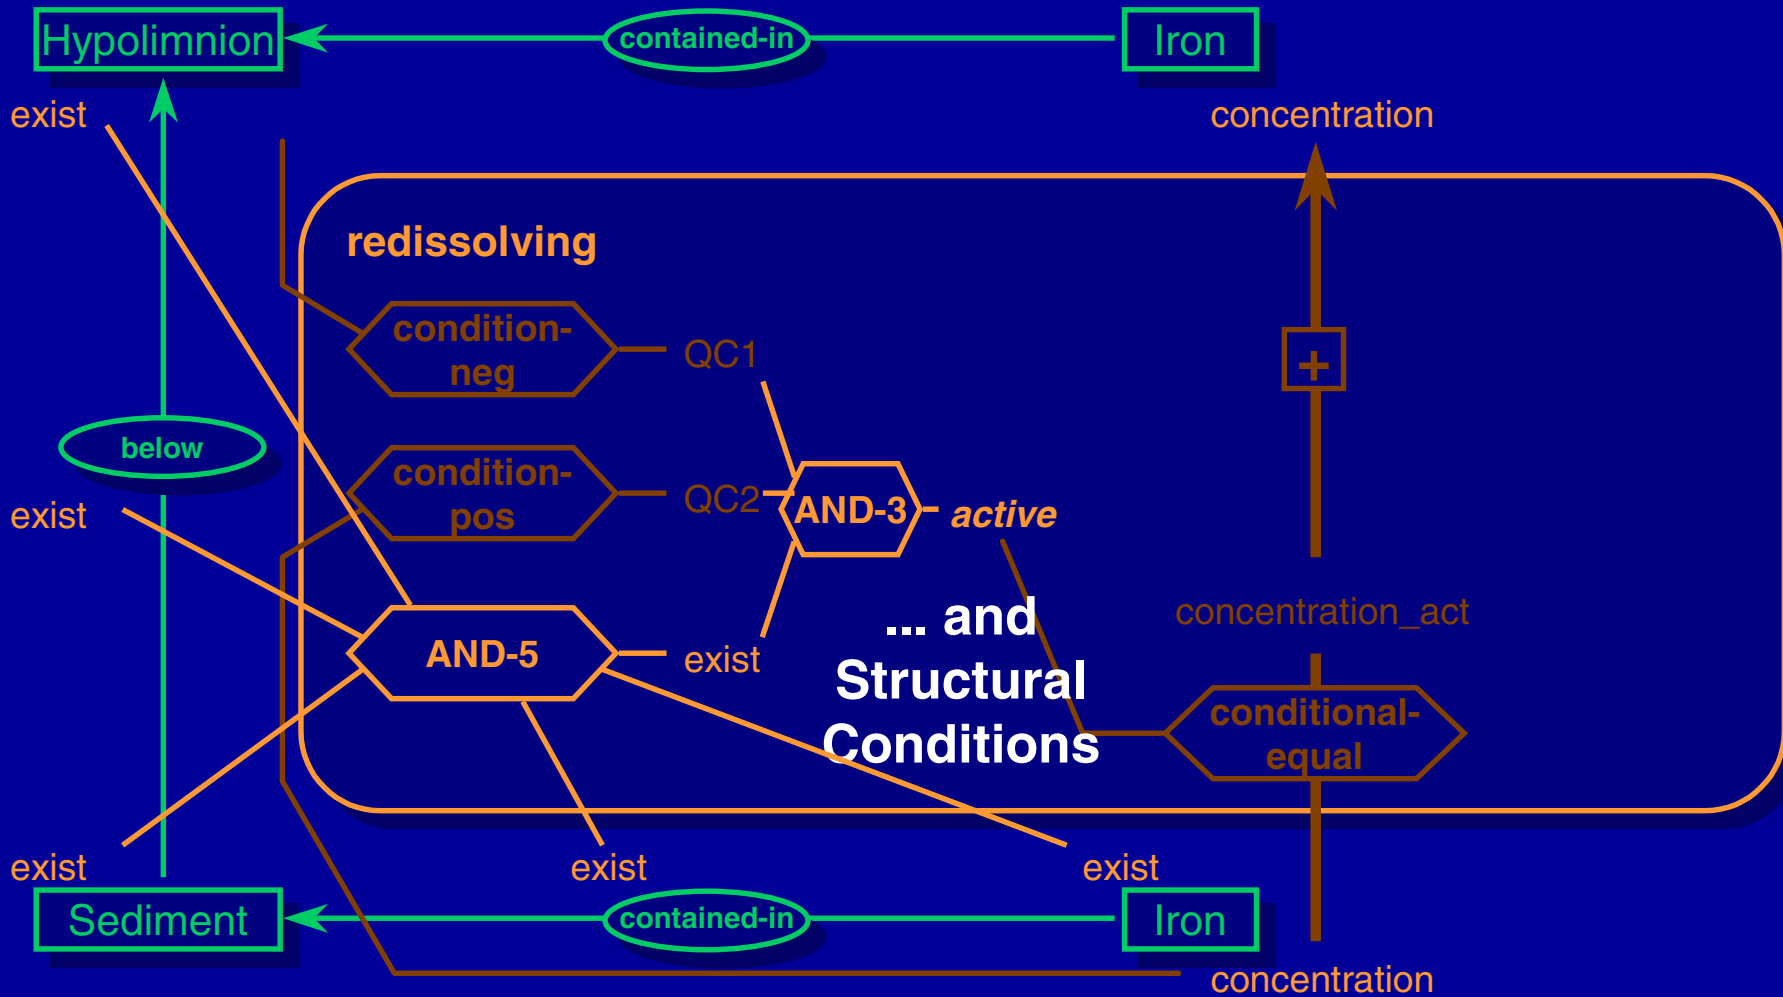 Hypolimnion
contained-in
Iron
exist
concentration
redissolving
condition-
neg
QC1
+
below
condition-
pos
QC2
AND-3
active
exist
... and
Structural
Conditions
concentration_act
AND-5
exist
conditional-
equal
exist
exist
exist
Sediment
contained-in
Iron
concentration